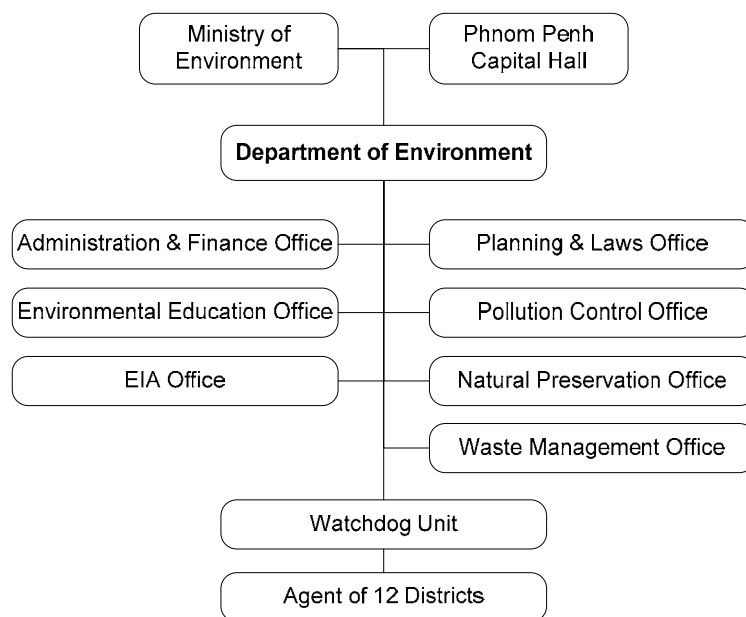 Ministry of
Environment
Phnom Penh
Capital Hall
Department of Environment
Administration & Finance Office
Planning & Laws Office
Environmental Education Office
Pollution Control Office
EIA Office
Natural Preservation Office
Waste Management Office
Watchdog Unit
Agent of 12 Districts